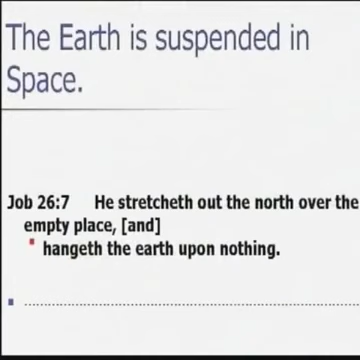 The Earth is suspended in
Space.
Job 26:7 He stretcheth out the north over the
empty place, [and]
hangeth the earth upon nothing.